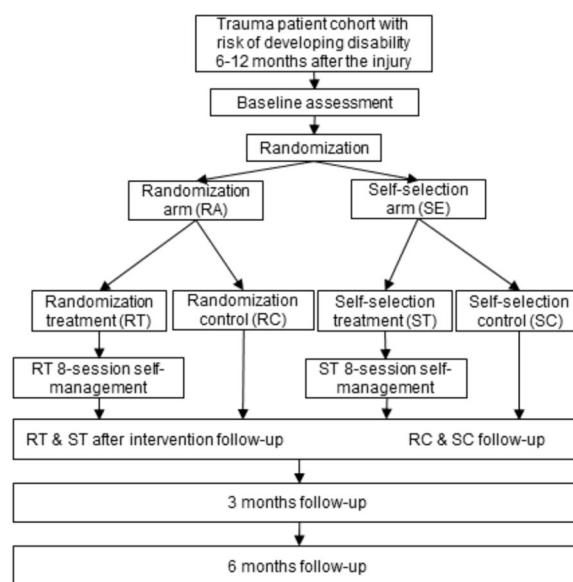 Trauma patient cohort with
risk of developing disability
6-12 months after the injury
Baseline assessment
Randomization
Randomization
arm (RA)
Self-selection
arm (SE)
Randomization
treatment (RT)
Randomization
control (RC)
Self-selection
treatment (ST)
Self-selection
control (SC)
RT 8-session self-
management
ST 8-session self-
management
RT & ST after intervention follow-up
RC & SC follow-up
3 months follow-up
6 months follow-up